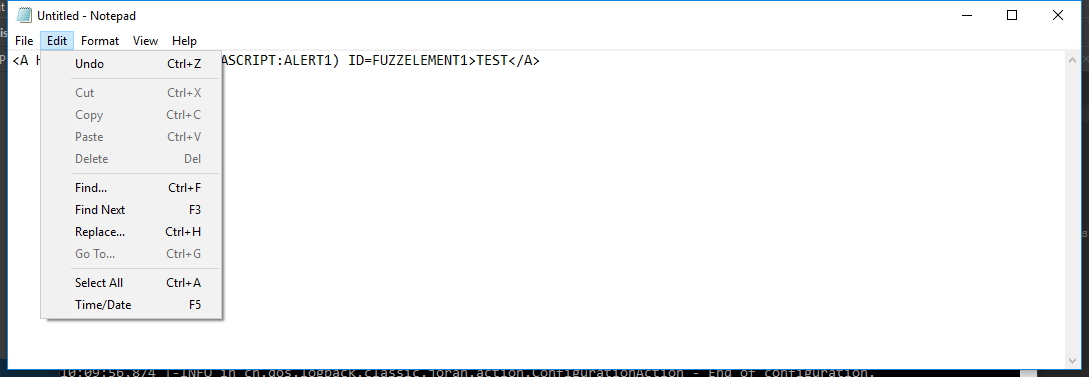 Untitled - Notepad
File Edit Format View Help
<A H ASCRIPT:ALERT1) ID=FUZZELEMENT1>TEST</A>
Undo Ctrl+Z
Cut Ctrl+X
Copy Ctrl+C
Paste Ctrl+V
Delete Del
Find... Ctrl+F
Find Next F3
Replace... Ctrl+H
Go To... Ctrl+G
Select All Ctrl+A
Time/Date F5
10:09:56.874 |-INFO in ch.qos.logback.classic.joran.action.ConfigurationAction - End of configuration.